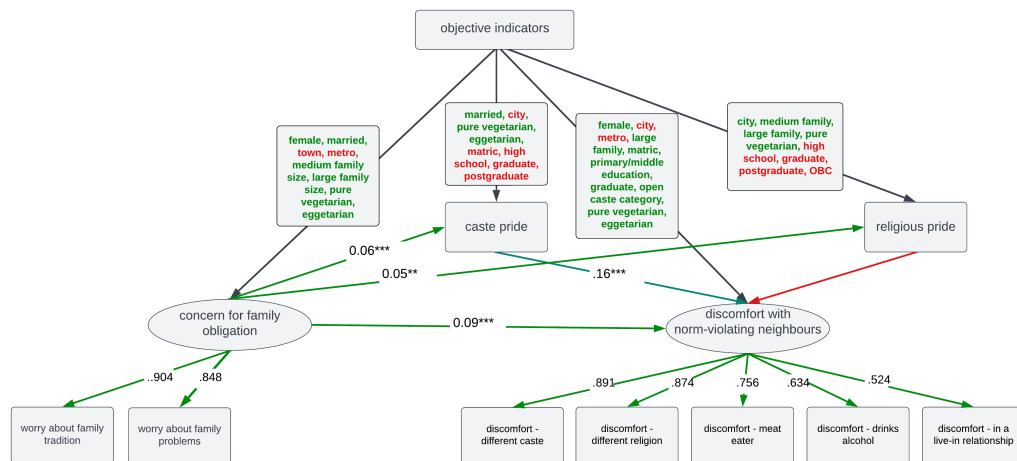 objective indicators
female, married,
town, metro,
medium family
size, large family
size, pure
vegetarian,
eggetarian
married, city,
pure vegetarian,
eggetarian,
matric, high
school, graduate,
postgraduate
female, city,
metro, large
family, matric,
primary/middle
education,
graduate, open
caste category,
pure vegetarian,
eggetarian
city, medium family,
large family, pure
vegetarian, high
school, graduate,
postgraduate, OBC
caste pride
religious pride
0.06***
0.05**
.16***
concern for family
obligation
0.09***
discomfort with
norm-violating neighbours
..904
.848
.891
.874
.756
.634
.524
worry about family
tradition
worry about family
problems
discomfort -
different caste
discomfort -
different religion
discomfort - meat
eater
discomfort - drinks
alcohol
discomfort - in a
live-in relationship